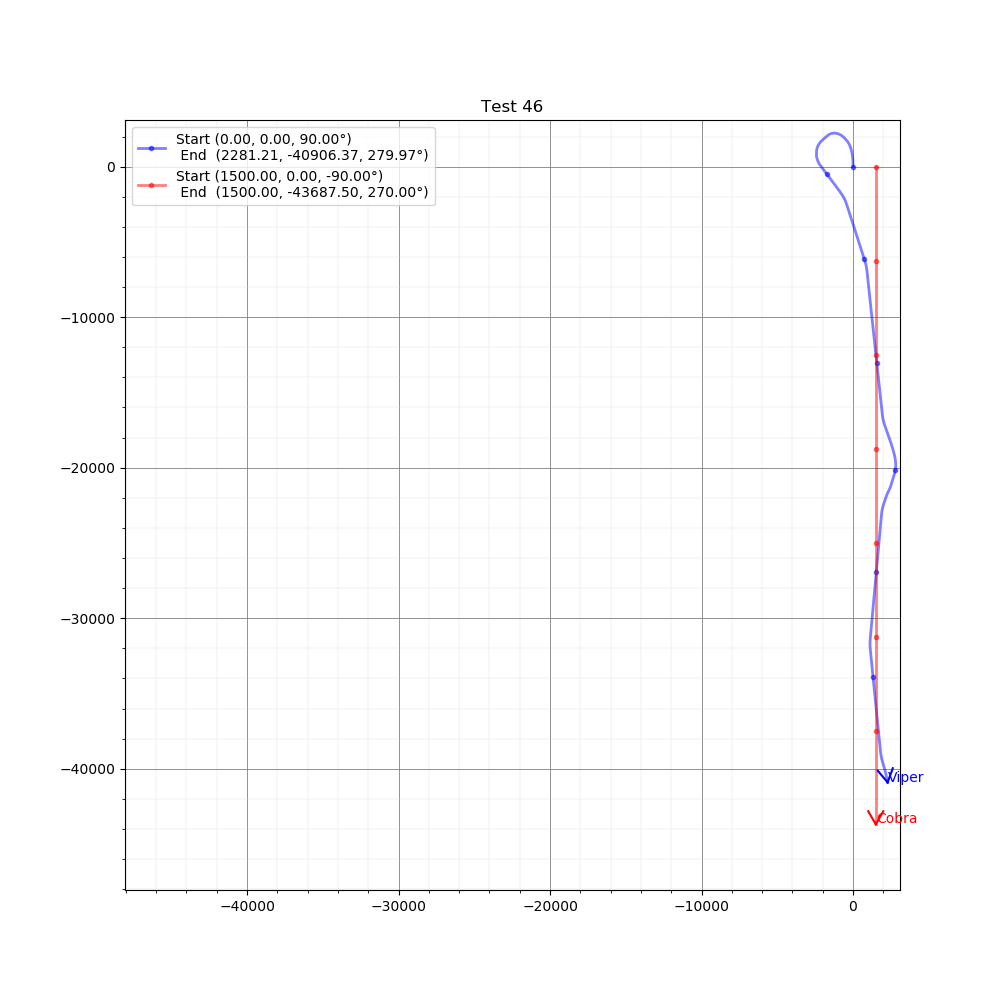 Test 46
Start (0.00, 0.00, 90.00°)
End  (2281.21, -40906.37, 279.97°)
Start (1500.00, 0.00, -90.00°)
End  (1500.00, -43687.50, 270.00°)
0
−10000
−20000
−30000
−40000
Viper
Cobra
−40000 −30000 −20000 −10000 0